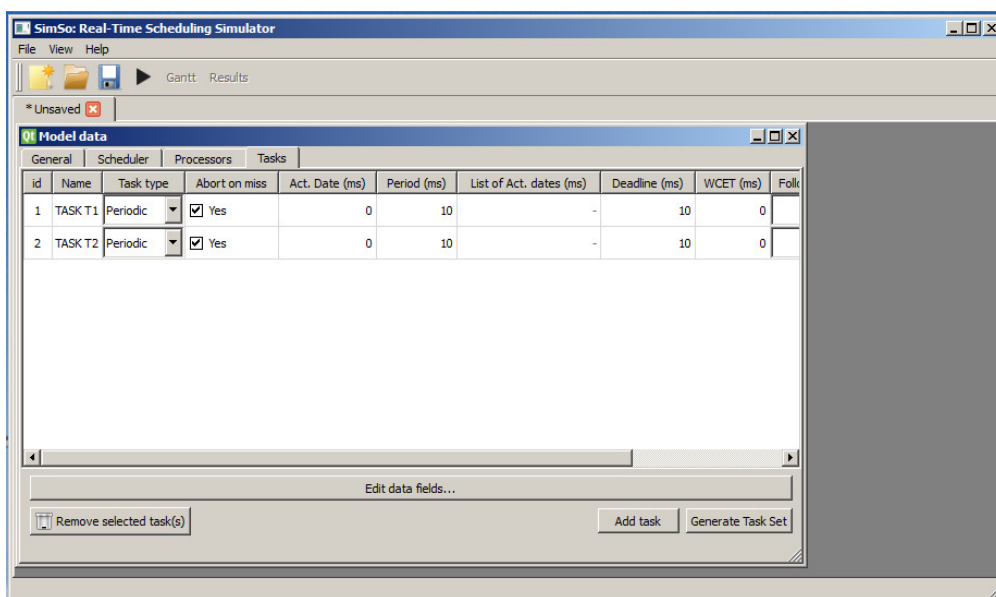 SimSo: Real-Time Scheduling Simulator
File View Help
Gantt Results
* Unsaved
Qt Model data
General Scheduler Processors Tasks
id Name Task type Abort on miss Act. Date (ms) Period (ms) List of Act. dates (ms) Deadline (ms) WCET (ms) Follo
1 TASK T1 Periodic Yes 0 10 - 10 0
2 TASK T2 Periodic Yes 0 10 - 10 0
Edit data fields...
Remove selected task(s) Add task Generate Task Set